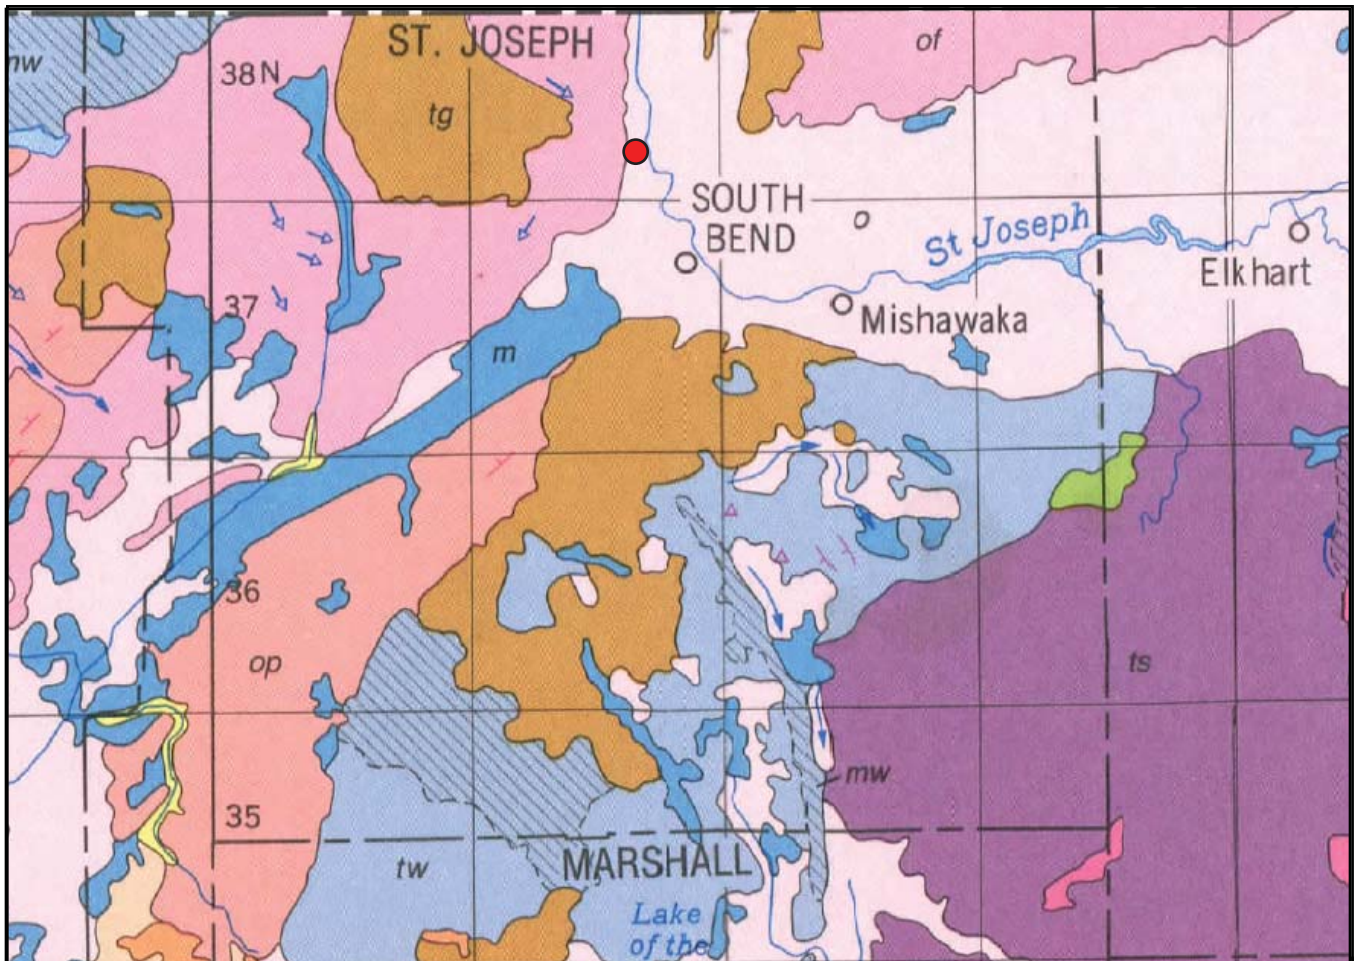 ST. JOSEPH
of
nw
38N
tg
SOUTH
BEND
o
St Joseph
Elkhart
37
Mishawaka
m
36
op
ts
mw
35
MARSHALL
tw
Lake
of the